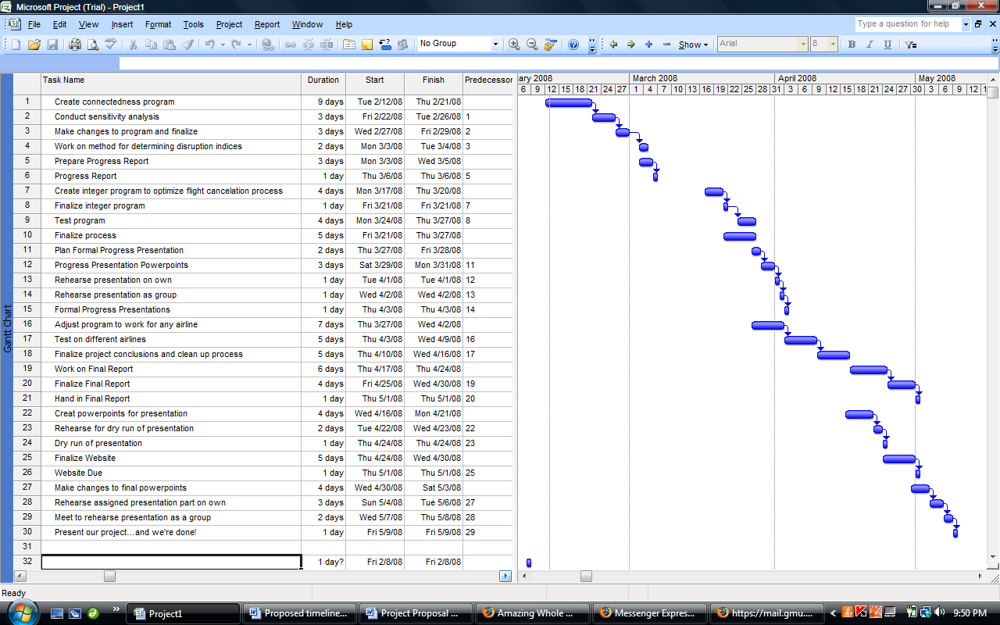 Microsoft Project (Trial) - Project1
File Edit View Insert Format Tools Project Report Window Help Type a question for help
No Group Show Arial 8 B I U
Task Name Duration Start Finish Predecessor ary 2008 March 2008 April 2008 May 2008
6 9 12 15 18 21 24 27 1 4 7 10 13 16 19 22 25 28 31 3 6 9 12 15 18 21 24 27 30 3 6 9 12 1
1 Create connectedness program 9 days Tue 2/12/08 Thu 2/21/08
2 Conduct sensitivity analysis 3 days Fri 2/22/08 Tue 2/26/08 1
3 Make changes to program and finalize 3 days Wed 2/27/08 Fri 2/29/08 2
4 Work on method for determining disruption indices 2 days Mon 3/3/08 Tue 3/4/08 3
5 Prepare Progress Report 3 days Mon 3/3/08 Wed 3/5/08
6 Progress Report 1 day Thu 3/6/08 Thu 3/6/08 5
7 Create integer program to optimize flight cancelation process 4 days Mon 3/17/08 Thu 3/20/08
8 Finalize integer program 1 day Fri 3/21/08 Fri 3/21/08 7
9 Test program 4 days Mon 3/24/08 Thu 3/27/08 8
10 Finalize process 5 days Fri 3/21/08 Thu 3/27/08
11 Plan Formal Progress Presentation 2 days Thu 3/27/08 Fri 3/28/08
12 Progress Presentation Powerpoints 3 days Sat 3/29/08 Mon 3/31/08 11
13 Rehearse presentation on own 1 day Tue 4/1/08 Tue 4/1/08 12
14 Rehearse presentation as group 1 day Wed 4/2/08 Wed 4/2/08 13
15 Formal Progress Presentations 1 day Thu 4/3/08 Thu 4/3/08 14
16 Adjust program to work for any airline 7 days Thu 3/27/08 Wed 4/2/08
17 Test on different airlines 5 days Thu 4/3/08 Wed 4/9/08 16
18 Finalize project conclusions and clean up process 5 days Thu 4/10/08 Wed 4/16/08 17
19 Work on Final Report 6 days Thu 4/17/08 Thu 4/24/08
20 Finalize Final Report 4 days Fri 4/25/08 Wed 4/30/08 19
21 Hand in Final Report 1 day Thu 5/1/08 Thu 5/1/08 20
22 Creat powerpoints for presentation 4 days Wed 4/16/08 Mon 4/21/08
23 Rehearse for dry run of presentation 2 days Tue 4/22/08 Wed 4/23/08 22
24 Dry run of presentation 1 day Thu 4/24/08 Thu 4/24/08 23
25 Finalize Website 5 days Thu 4/24/08 Wed 4/30/08
26 Website Due 1 day Thu 5/1/08 Thu 5/1/08 25
27 Make changes to final powerpoints 4 days Wed 4/30/08 Sat 5/3/08
28 Rehearse assigned presentation part on own 3 days Sun 5/4/08 Tue 5/6/08 27
29 Meet to rehearse presentation as a group 2 days Wed 5/7/08 Thu 5/8/08 28
30 Present our project...and we're done! 1 day Fri 5/9/08 Fri 5/9/08 29
31
32 1 day? Fri 2/8/08 Fri 2/8/08
Gantt Chart
Ready
Project1 Proposed timeline... Project Proposal ... Amazing Whole ... Messenger Expres... https://mail.gmu.... 9:50 PM